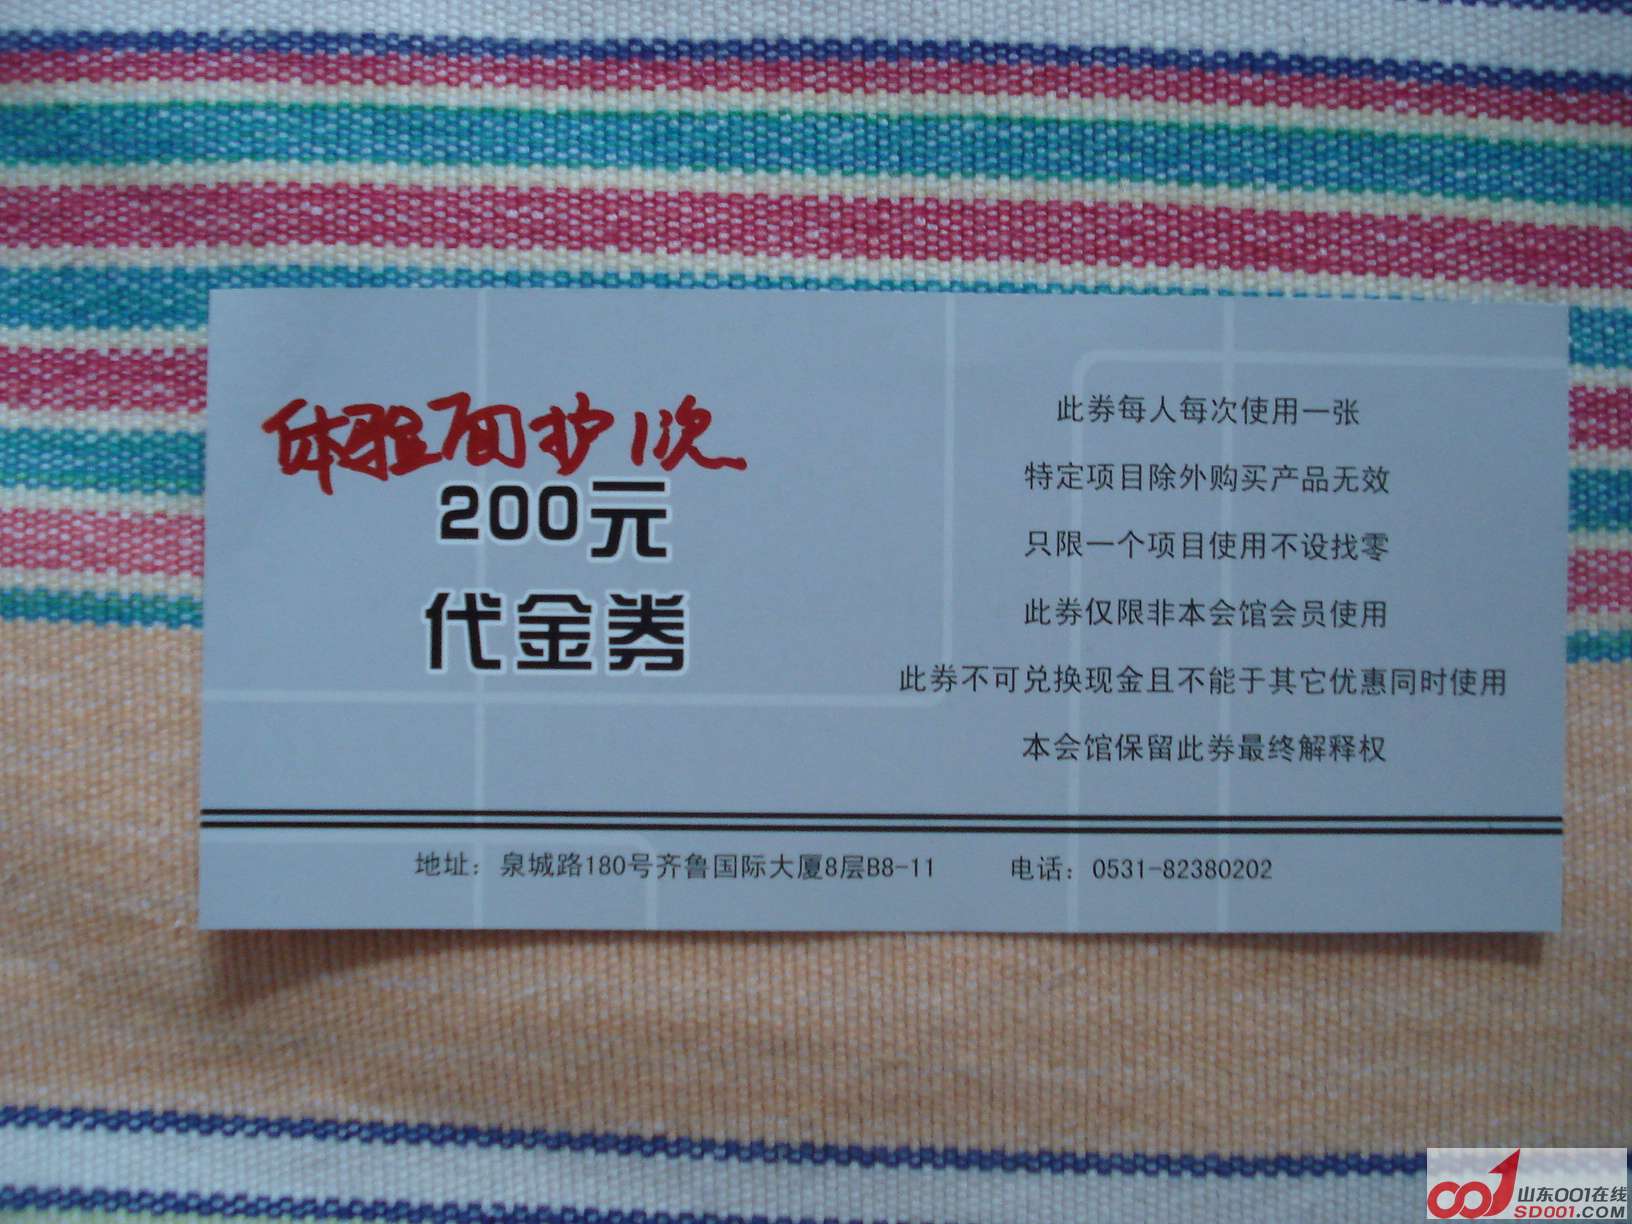 体验面护1次
200元
代金券
此券每人每次使用一张
特定项目除外购买产品无效
只限一个项目使用不设找零
此券仅限非本会馆会员使用
此券不可兑换现金且不能于其它优惠同时使用
本会馆保留此券最终解释权
地址：泉城路180号齐鲁国际大厦8层B8-11 电话：0531-82380202
001 山东001在线
SD001.COM